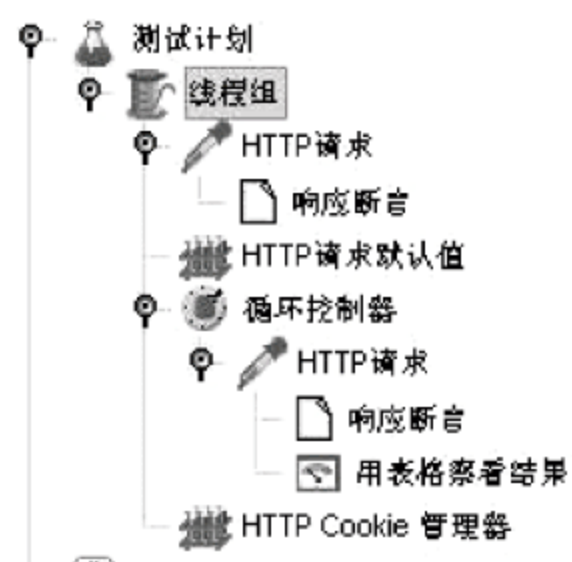 测试计划
线程组
HTTP请求
响应断言
HTTP请求默认值
循环控制器
HTTP请求
响应断言
用表格察看结果
HTTP Cookie 管理器